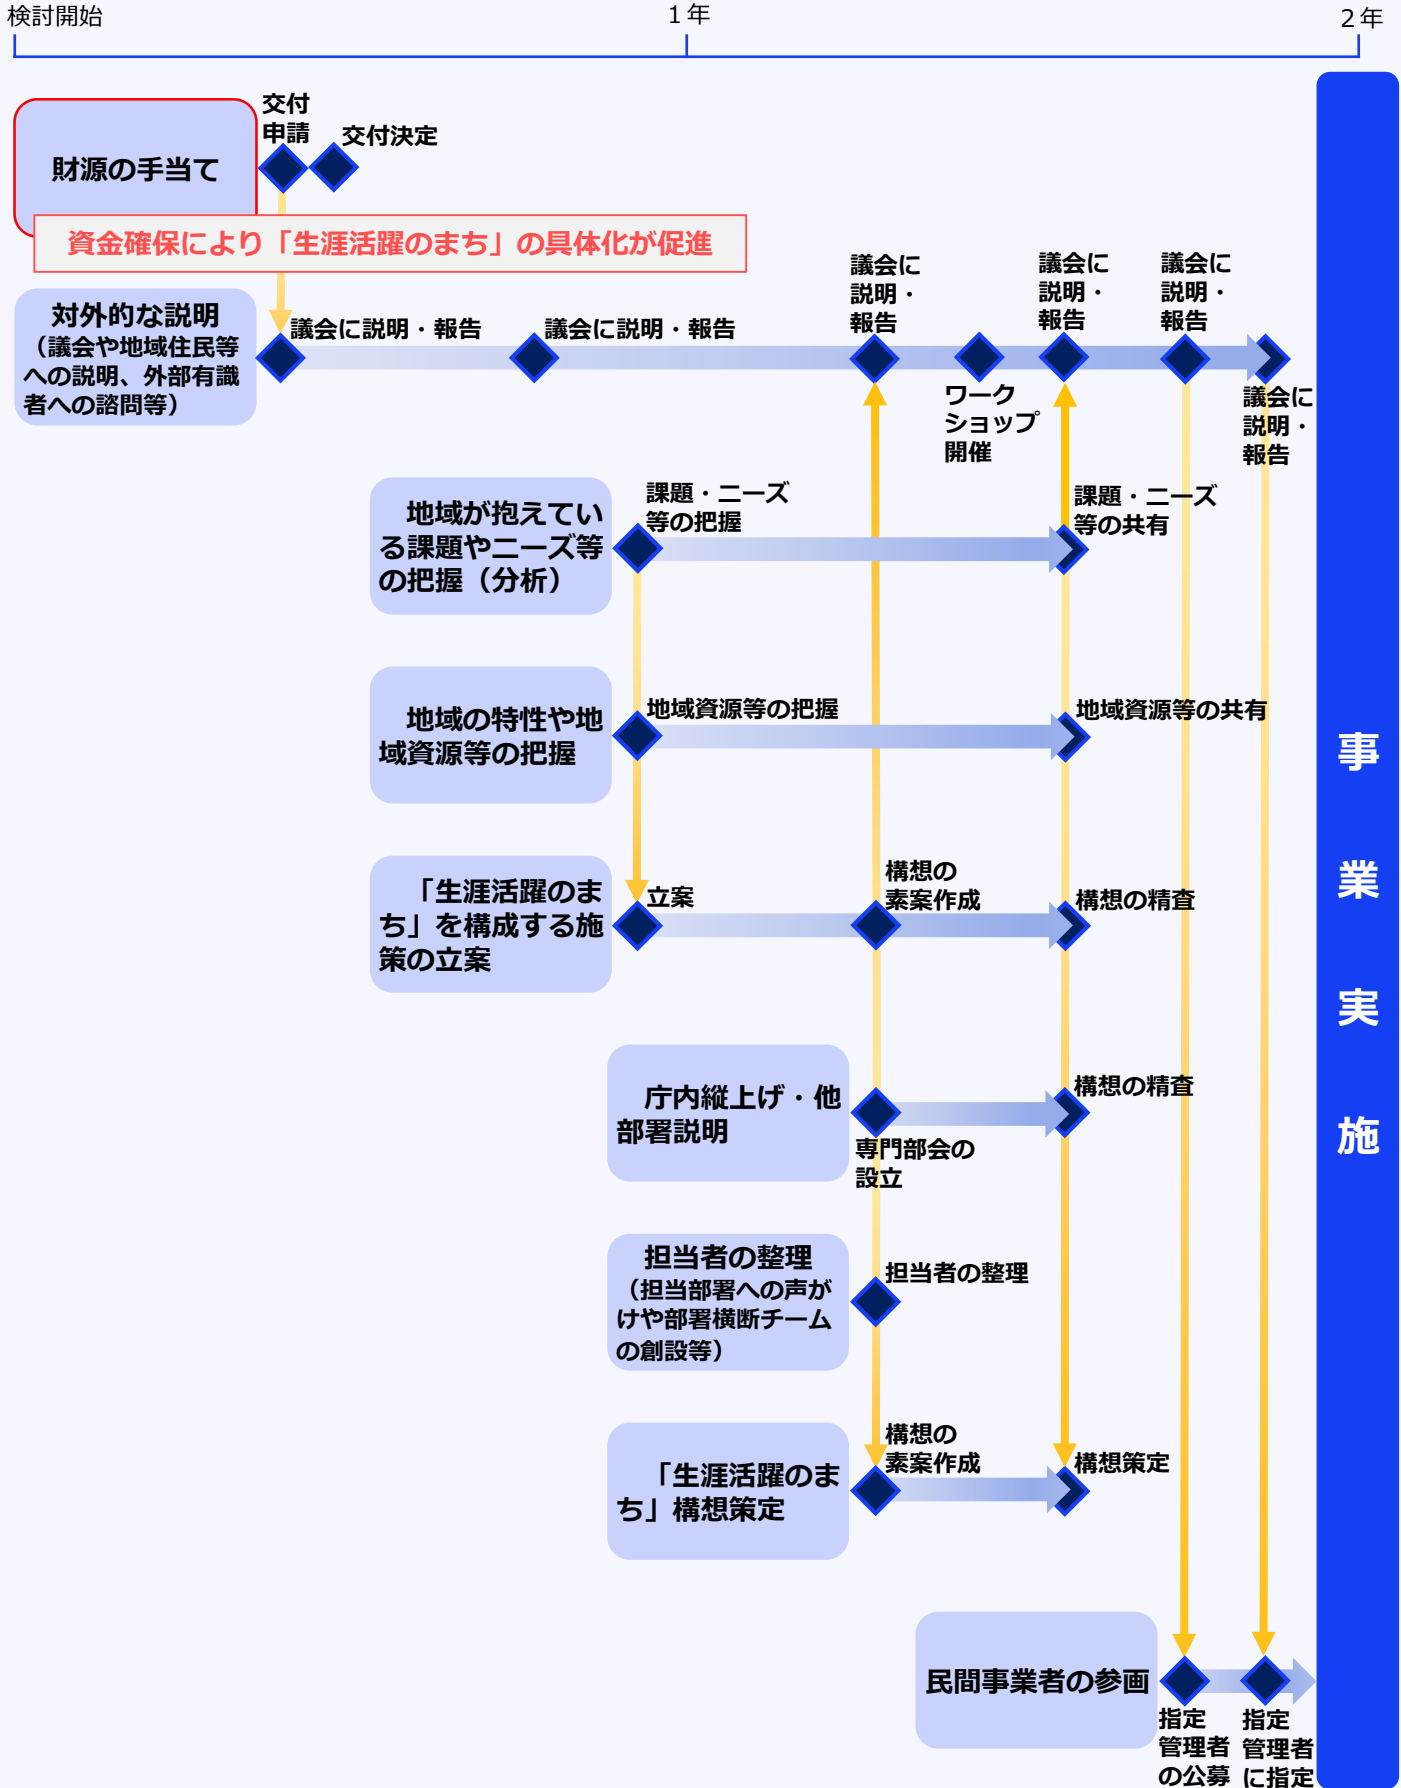 検討開始
１年
２年
交付
申請
交付決定
財源の手当て
資金確保により「生涯活躍のまち」の具体化が促進
対外的な説明
（議会や地域住民等
への説明、外部有識
者への諮問等）
議会に説明・報告
議会に説明・報告
議会に
説明・
報告
ワーク
ショップ
開催
議会に
説明・
報告
議会に
説明・
報告
議会に
説明・
報告
地域が抱えてい
る課題やニーズ等
の把握（分析）
課題・ニーズ
等の把握
課題・ニーズ
等の共有
地域の特性や地
域資源等の把握
地域資源等の把握
地域資源等の共有
「生涯活躍のま
ち」を構成する施
策の立案
立案
構想の
素案作成
構想の精査
庁内縦上げ・他
部署説明
専門部会の
設立
構想の精査
担当者の整理
（担当部署への声が
けや部署横断チーム
の創設等）
担当者の整理
「生涯活躍のま
ち」構想策定
構想の
素案作成
構想策定
民間事業者の参画
指定
管理者
の公募
指定
管理者
に指定
事
業
実
施